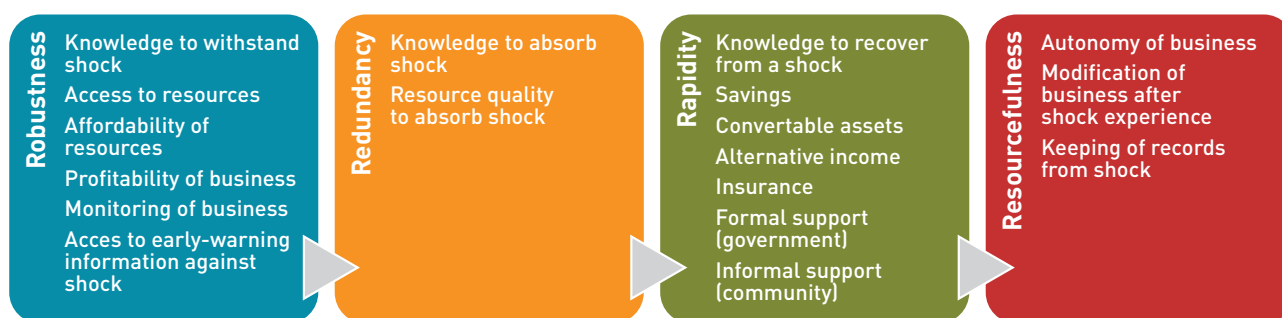 Robustness
Knowledge to withstand
shock
Access to resources
Affordability of
resources
Profitability of business
Monitoring of business
Acces to early-warning
information against
shock
Redundancy
Knowledge to absorb
shock
Resource quality
to absorb shock
Rapidity
Knowledge to recover
from a shock
Savings
Convertable assets
Alternative income
Insurance
Formal support
(government)
Informal support
(community)
Resourcefulness
Autonomy of business
Modification of
business after
shock experience
Keeping of records
from shock